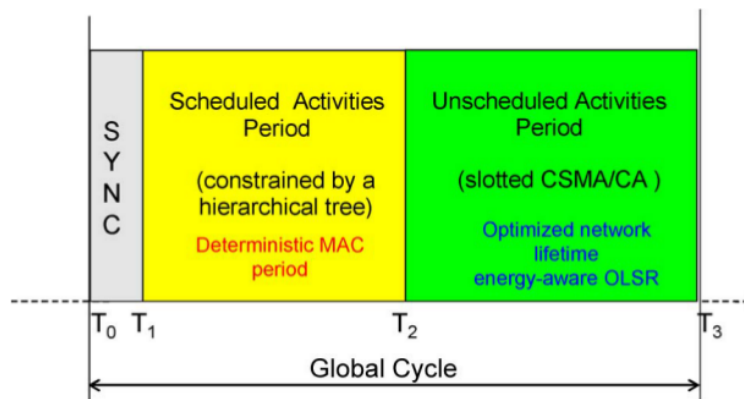 S
Y
N
C
Scheduled Activities
Period
(constrained by a
hierarchical tree)
Deterministic MAC
period
Unscheduled Activities
Period
(slotted CSMA/CA )
Optimized network
lifetime
energy-aware OLSR
T₀ T₁ T₂ T₃
Global Cycle